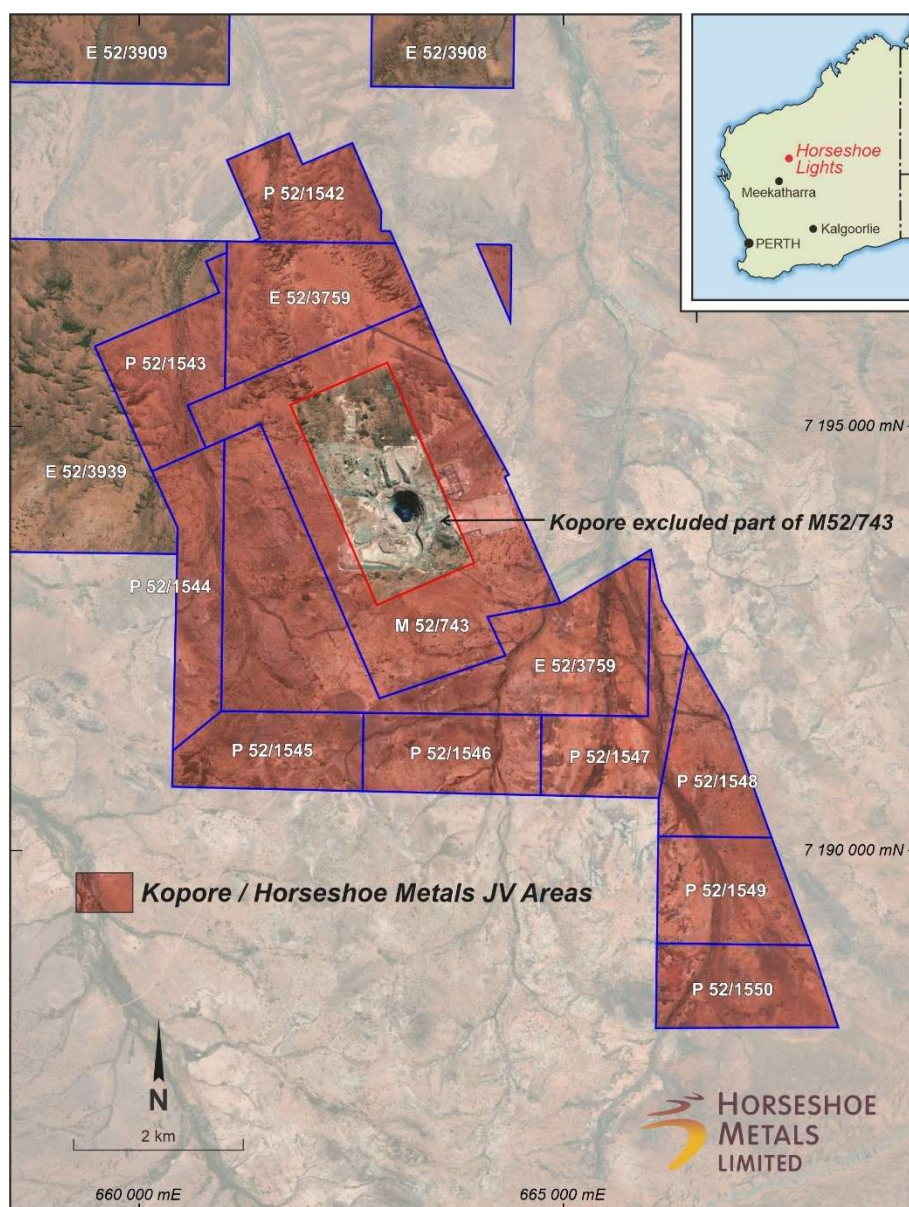 E 52/3909
E 52/3908
Horseshoe
Lights
Meekatharra
Kalgoorlie
PERTH
P 52/1542
E 52/3759
P 52/1543
7 195 000 mN
E 52/3939
Kopore excluded part of M52/743
P 52/1544
M 52/743
E 52/3759
P 52/1545
P 52/1546
P 52/1547
P 52/1548
7 190 000 mN
Kopore / Horseshoe Metals JV Areas
P 52/1549
P 52/1550
N
2 km
HORSESHOE
METALS
LIMITED
660 000 mE
665 000 mE